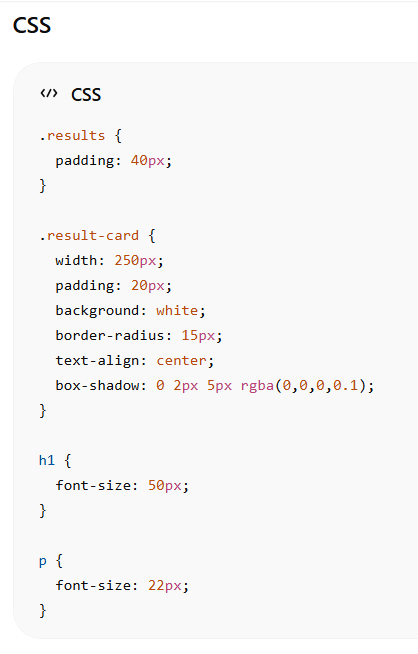 CSS
</> CSS
.results {
  padding: 40px;
}

.result-card {
  width: 250px;
  padding: 20px;
  background: white;
  border-radius: 15px;
  text-align: center;
  box-shadow: 0 2px 5px rgba(0,0,0,0.1);
}

h1 {
  font-size: 50px;
}

p {
  font-size: 22px;
}